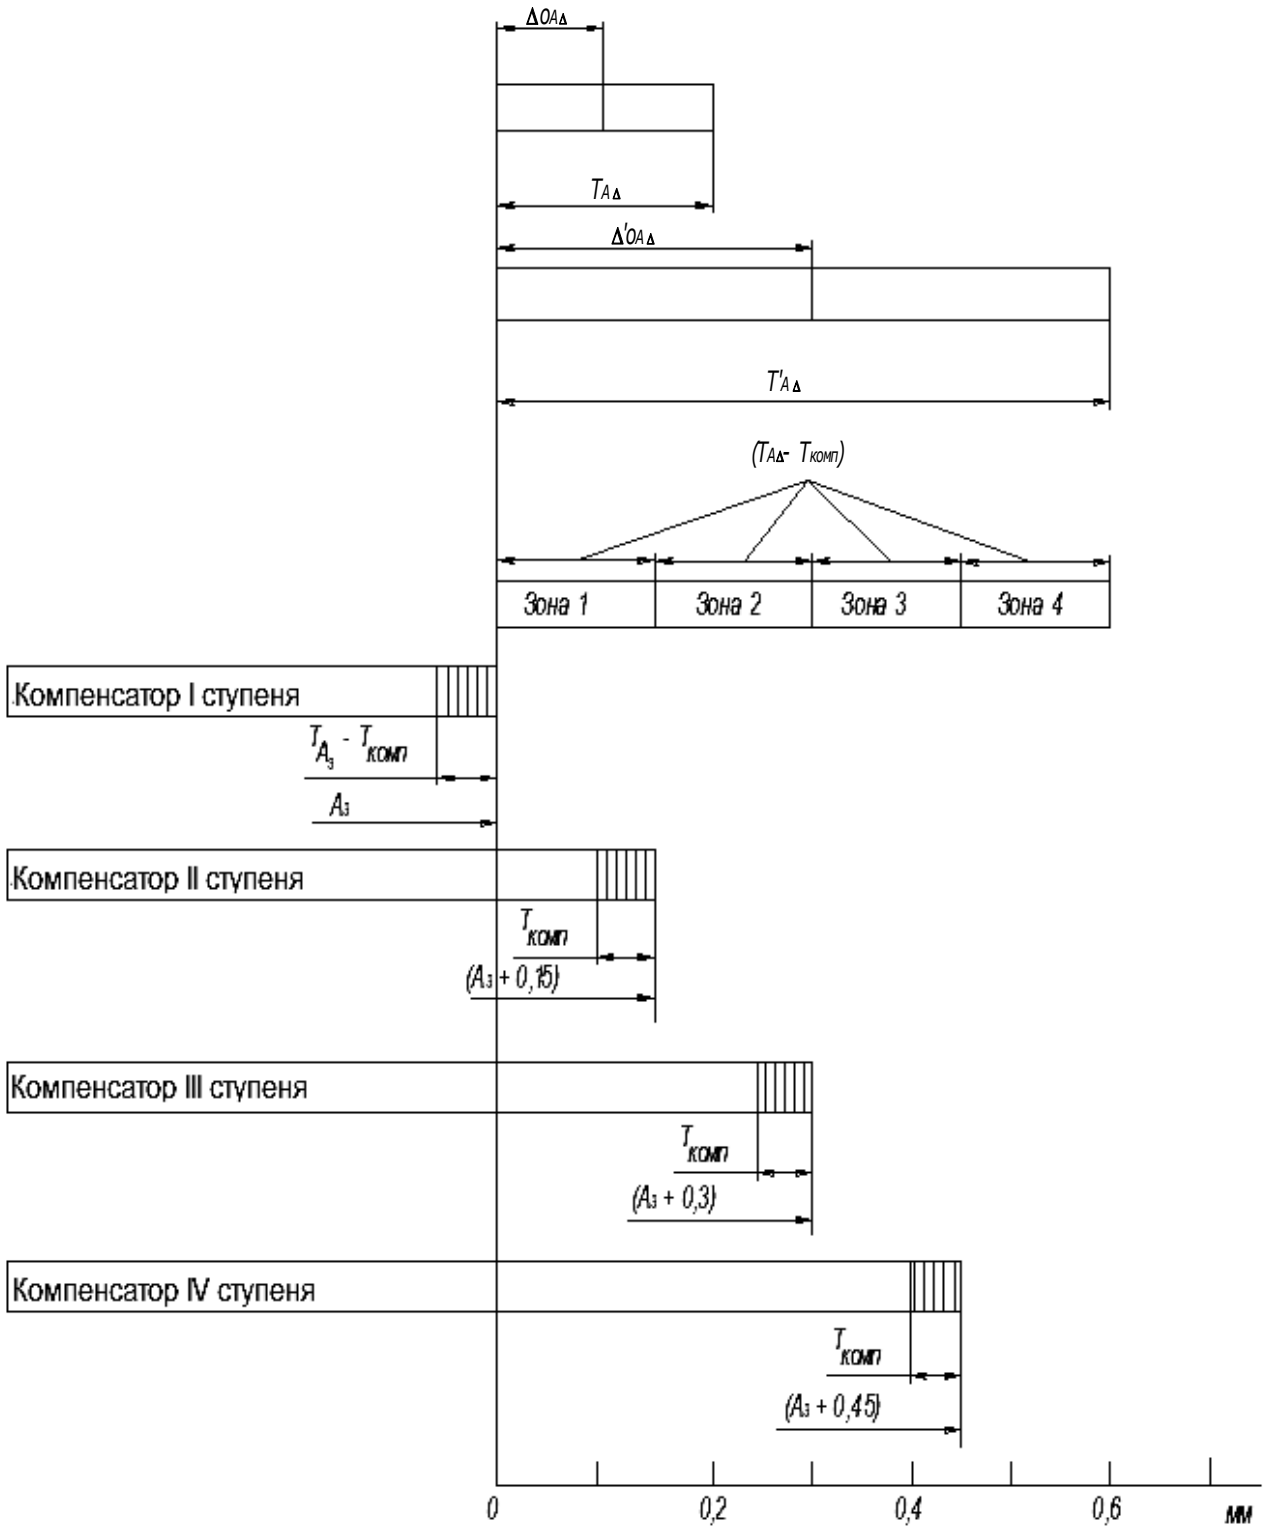 ΔOAΔ
TAΔ
Δ'OAΔ
T'AΔ
(TAΔ- Tкомп)
Зона 1 Зона 2 Зона 3 Зона 4
Компенсатор I ступеня
TA₃ - Tкомп
A₃
Компенсатор II ступеня
Tкомп
(A₃ + 0,15)
Компенсатор III ступеня
Tкомп
(A₃ + 0,3)
Компенсатор IV ступеня
Tкомп
(A₃ + 0,45)
0 0,2 0,4 0,6 мм